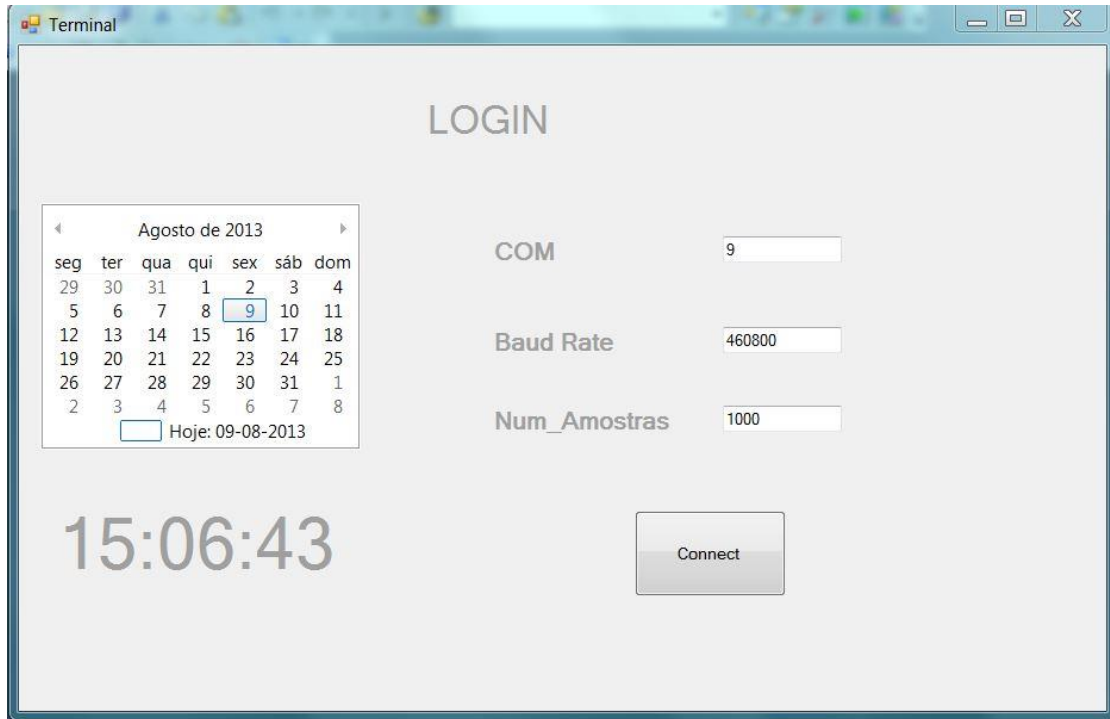 Terminal
LOGIN
Agosto de 2013
seg ter qua qui sex sáb dom
29 30 31 1 2 3 4
5 6 7 8 9 10 11
12 13 14 15 16 17 18
19 20 21 22 23 24 25
26 27 28 29 30 31 1
2 3 4 5 6 7 8
Hoje: 09-08-2013
15:06:43
COM 9
Baud Rate 460800
Num_Amostras 1000
Connect